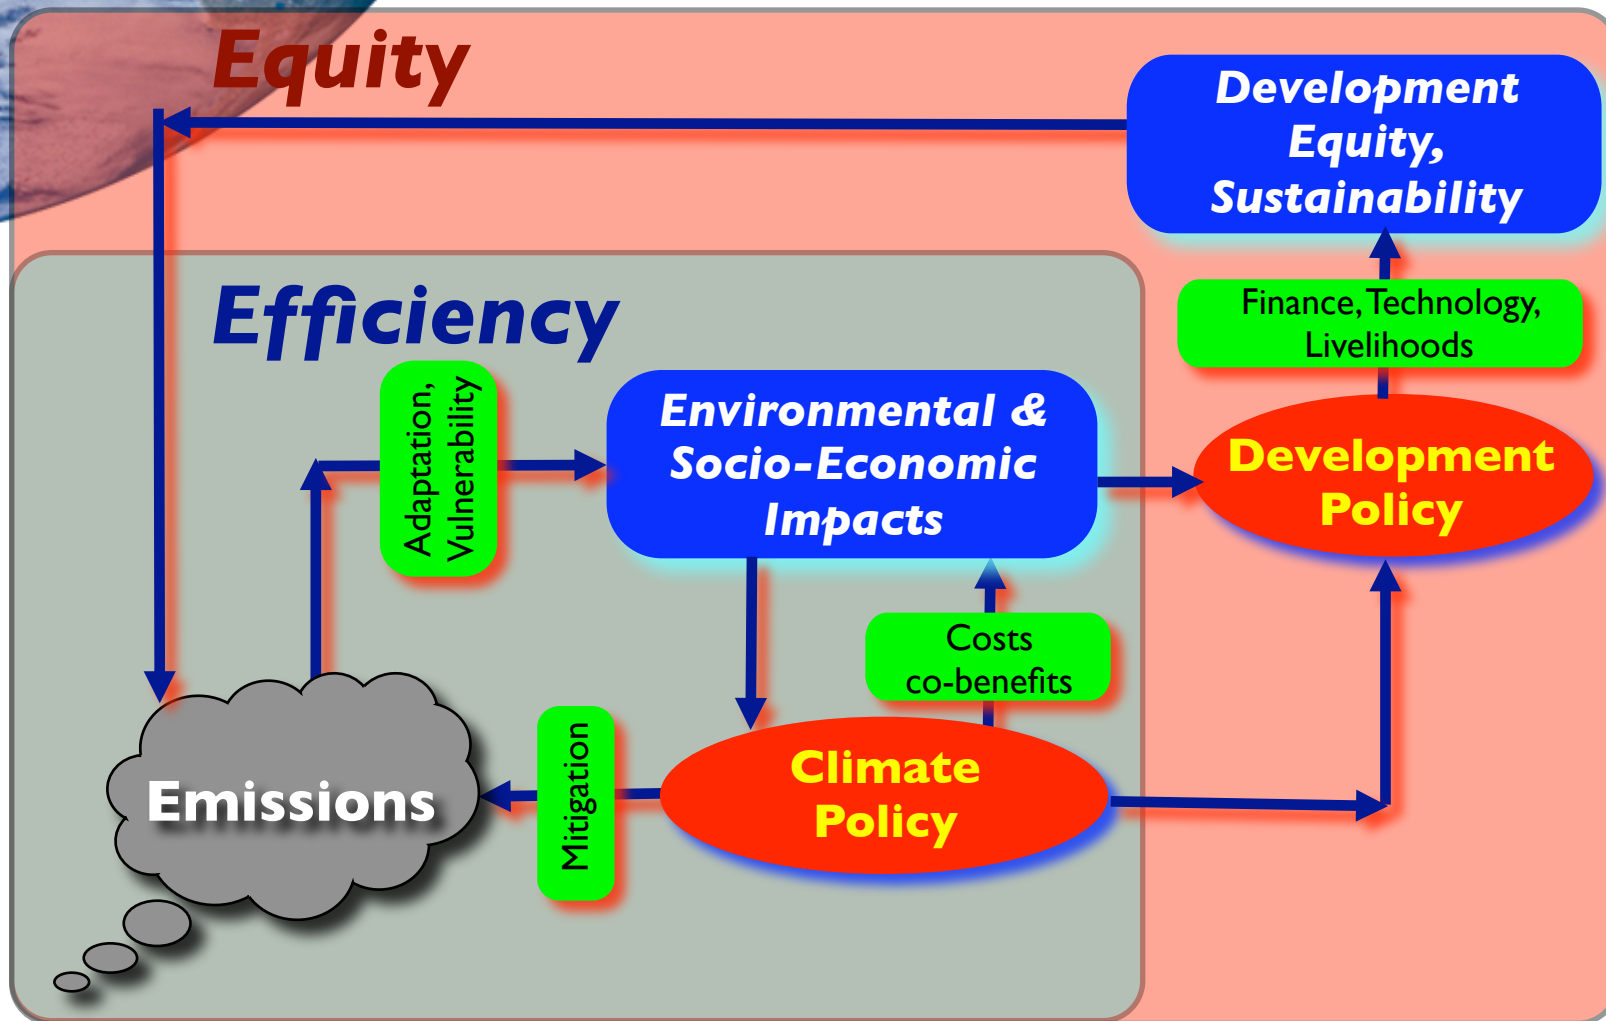 Equity
Development
Equity,
Sustainability
Efficiency
Finance, Technology,
Livelihoods
Adaptation,
Vulnerability
Environmental &
Socio-Economic
Impacts
Development
Policy
Costs
co-benefits
Emissions
Mitigation
Climate
Policy